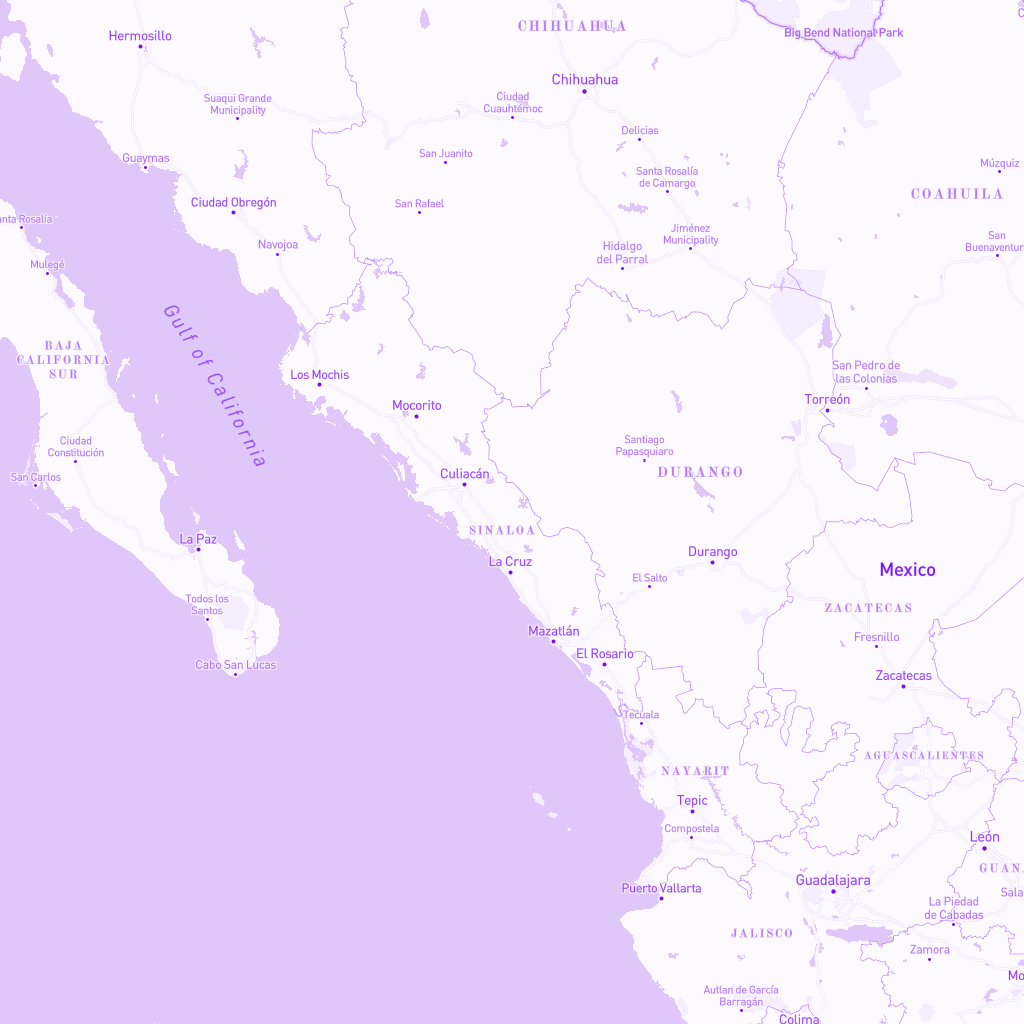 CHIHUAHUA
Big Bend National Park
Hermosillo
Chihuahua
Suaqui Grande
Municipality
Ciudad
Cuauhtémoc
Delicias
Guaymas
San Juanito
Múzquiz
Santa Rosalía
de Camargo
COAHUILA
Ciudad Obregón
San Rafael
anta Rosalía
Jiménez
Municipality
San
Buenaventur
Navojoa
Hidalgo
del Parral
Mulegé
Gulf of California
BAJA
CALIFORNIA
SUR
Los Mochis
San Pedro de
las Colonias
Torreón
Mocorito
Ciudad
Constitución
Santiago
Papasquiaro
San Carlos
Culiacán
DURANGO
SINALOA
La Paz
Durango
La Cruz
Mexico
El Salto
Todos los
Santos
ZACATECAS
Mazatlán
Fresnillo
El Rosario
Cabo San Lucas
Zacatecas
Tecuala
AGUASCALIENTES
NAYARIT
Tepic
Compostela
León
GUANA
Guadalajara
Puerto Vallarta
Sala
La Piedad
de Cabadas
JALISCO
Zamora
Mo
Autlan de García
Barragán
Colima